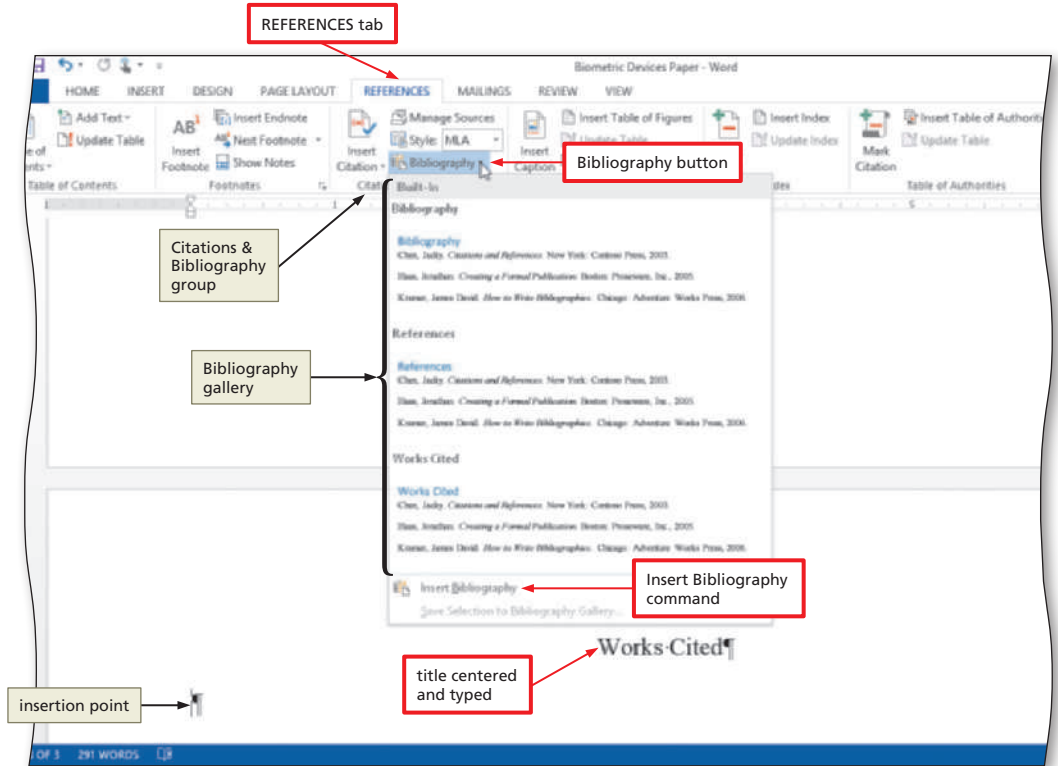 REFERENCES tab
Biometric Devices Paper - Word
HOME INSERT DESIGN PAGE LAYOUT REFERENCES MAILINGS REVIEW VIEW
Add Text
Update Table
Table of Contents
AB¹
Insert Footnote
Insert Endnote
Next Footnote
Show Notes
Footnotes
Insert Citation
Manage Sources
Style: MLA
Bibliography
Bibliography button
Insert Caption
Insert Table of Figures
Update Table
Insert Index
Update Index
Mark Citation
Insert Table of Authoriti
Update Table
Table of Authorities
Citations &
Bibliography
group
Built-In
Bibliography
Bibliography
Chen, Jacky. Citations and References. New York: Contoso Press, 2003.
Haas, Jonathan. Creating a Formal Publication. Boston: Proseware, Inc., 2005.
Kramer, James David. How to Write Bibliographies. Chicago: Adventure Works Press, 2006.
References
References
Chen, Jacky. Citations and References. New York: Contoso Press, 2003.
Haas, Jonathan. Creating a Formal Publication. Boston: Proseware, Inc., 2005.
Kramer, James David. How to Write Bibliographies. Chicago: Adventure Works Press, 2006.
Works Cited
Works Cited
Chen, Jacky. Citations and References. New York: Contoso Press, 2003.
Haas, Jonathan. Creating a Formal Publication. Boston: Proseware, Inc., 2005.
Kramer, James David. How to Write Bibliographies. Chicago: Adventure Works Press, 2006.
Bibliography
gallery
Insert Bibliography
Save Selection to Bibliography Gallery...
Insert Bibliography
command
Works·Cited¶
title centered
and typed
insertion point
¶
OF 3 291 WORDS